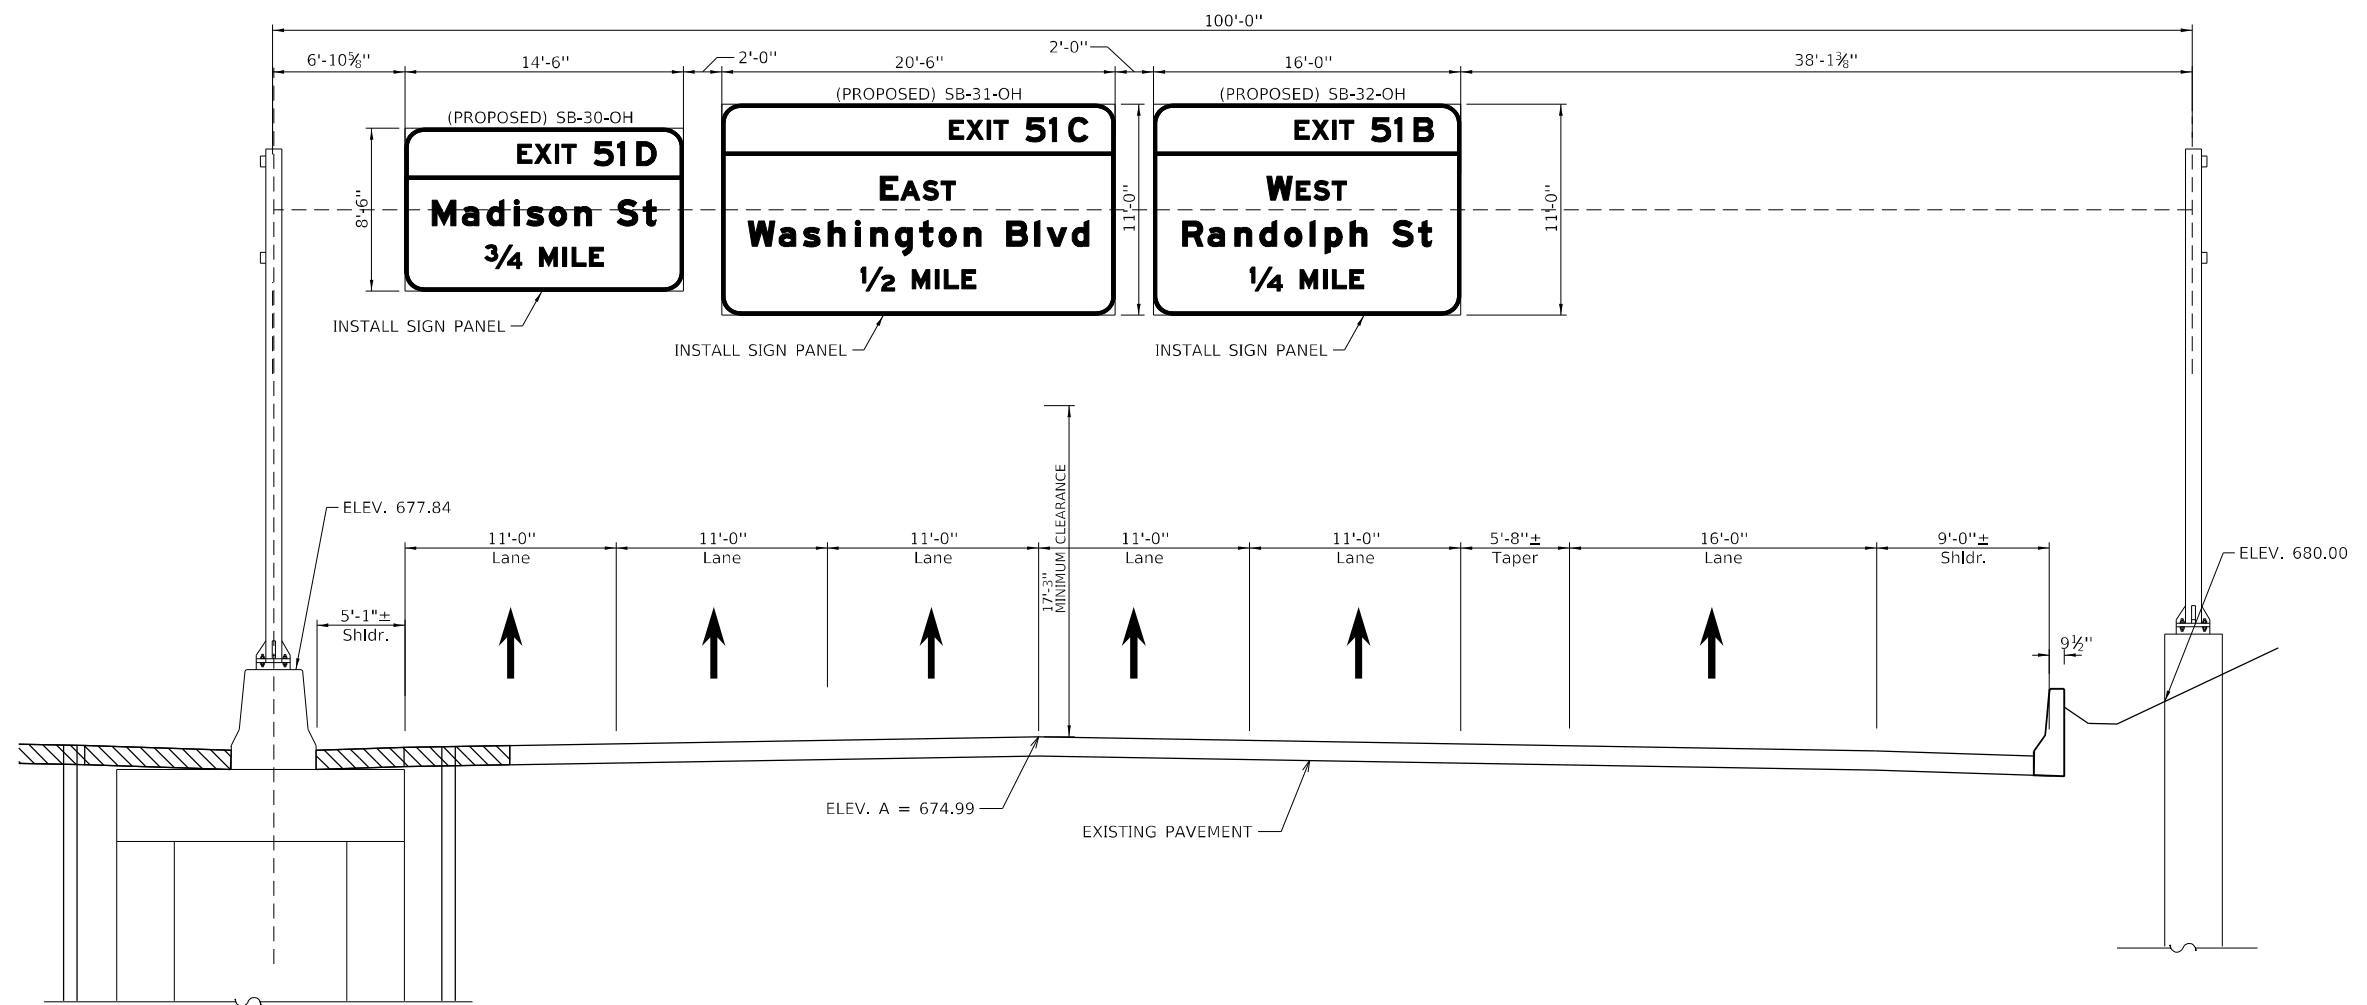 100'-0"
6'-10⅝"
14'-6"
2'-0"
20'-6"
2'-0"
16'-0"
38'-1⅜"
(PROPOSED) SB-30-OH
(PROPOSED) SB-31-OH
(PROPOSED) SB-32-OH
EXIT 51D
Madison St
3/4 MILE
8'-6"
EXIT 51C
EAST
Washington Blvd
1/2 MILE
11'-0"
EXIT 51B
WEST
Randolph St
1/4 MILE
11'-0"
INSTALL SIGN PANEL
INSTALL SIGN PANEL
INSTALL SIGN PANEL
17'-3"
MINIMUM CLEARANCE
ELEV. 677.84
11'-0"
Lane
11'-0"
Lane
11'-0"
Lane
11'-0"
Lane
11'-0"
Lane
5'-8"±
Taper
16'-0"
Lane
9'-0"±
Shldr.
ELEV. 680.00
5'-1"±
Shldr.
9½"
ELEV. A = 674.99
EXISTING PAVEMENT